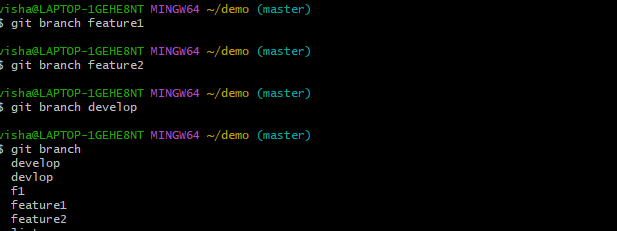 visha@LAPTOP-1GEHE8NT MINGW64 ~/demo (master)
$ git branch feature1
visha@LAPTOP-1GEHE8NT MINGW64 ~/demo (master)
$ git branch feature2
visha@LAPTOP-1GEHE8NT MINGW64 ~/demo (master)
$ git branch develop
visha@LAPTOP-1GEHE8NT MINGW64 ~/demo (master)
$ git branch
develop
devlop
f1
feature1
feature2